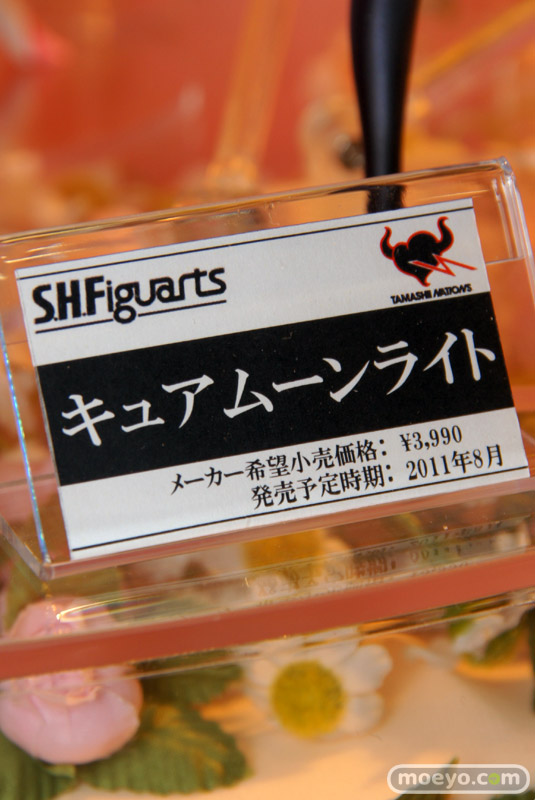 S.H.Figuarts
TAMASHII NATIONS
キュアムーンライト
メーカー希望小売価格: ¥3,990
発売予定時期: 2011年8月
moeyo.com